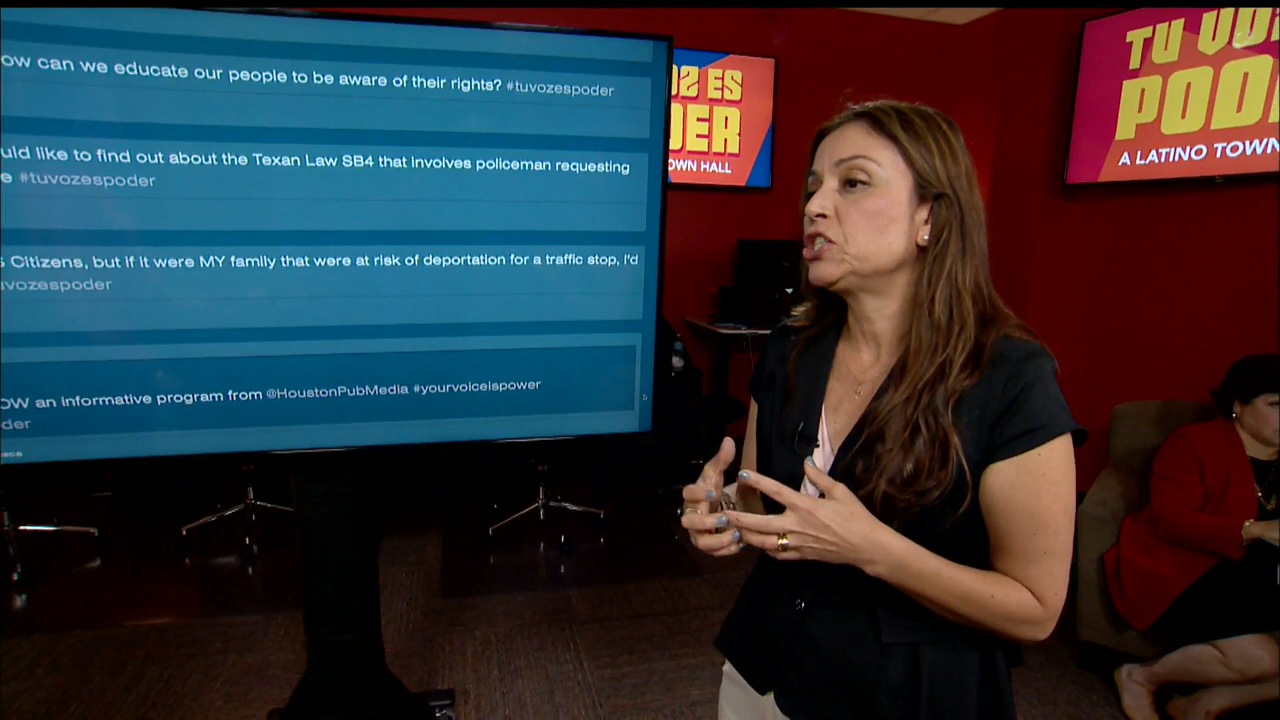 ow can we educate our people to be aware of their rights? #tuvozespoder
uld like to find out about the Texan Law SB4 that involves policeman requesting
e #tuvozespoder
s Citizens, but if it were MY family that were at risk of deportation for a traffic stop, I'd
uvozespoder
OW an informative program from @HoustonPubMedia #yourvoiceispower
der
OZ ES
DER
OWN HALL
TU VOZ
PODE
A LATINO TOWN